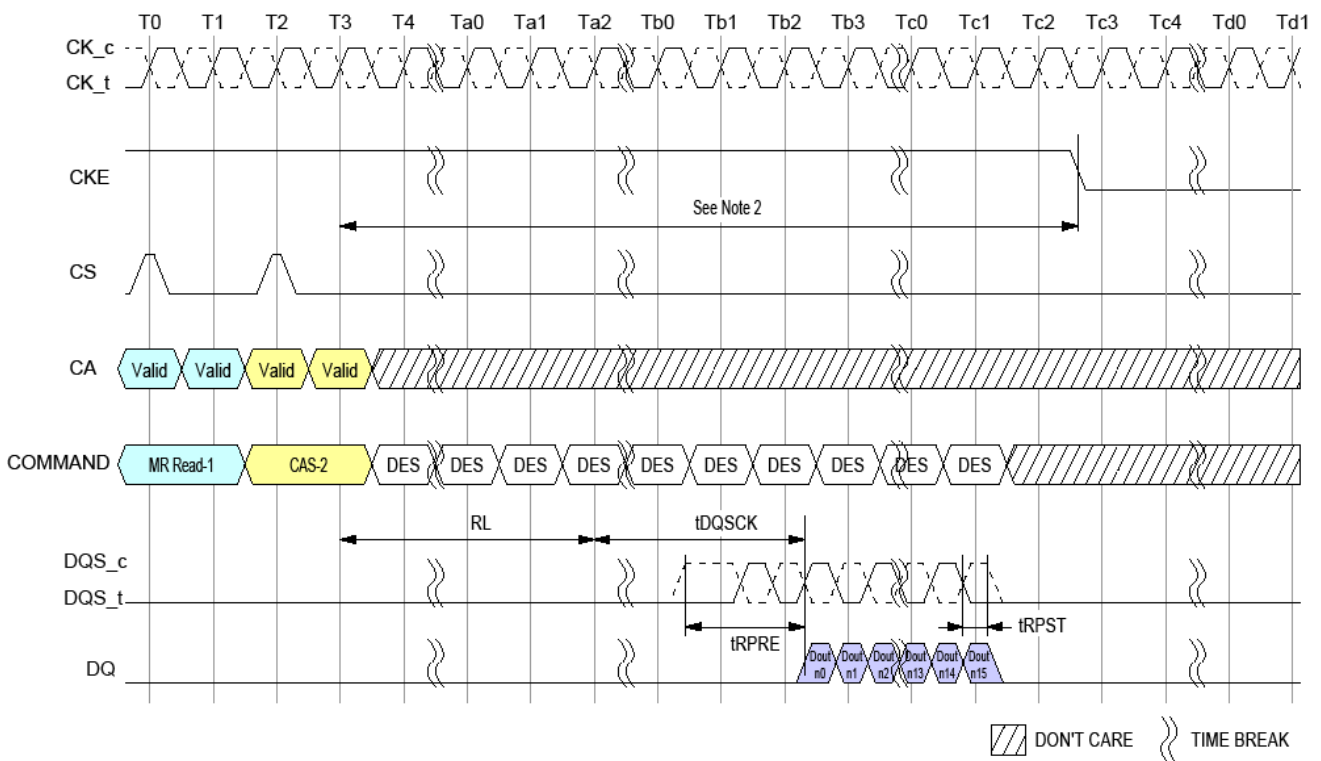 T0 T1 T2 T3 T4 Ta0 Ta1 Ta2 Tb0 Tb1 Tb2 Tb3 Tc0 Tc1 Tc2 Tc3 Tc4 Td0 Td1
CK_c
CK_t
CKE
See Note 2
CS
CA Valid Valid Valid Valid
COMMAND MR Read-1 CAS-2 DES DES DES DES DES DES DES DES DES DES
RL tDQSCK
DQS_c
DQS_t
tRPRE tRPST
DQ Dout n0 Dout n1 Dout n2 Dout n13 Dout n14 Dout n15
DON'T CARE TIME BREAK